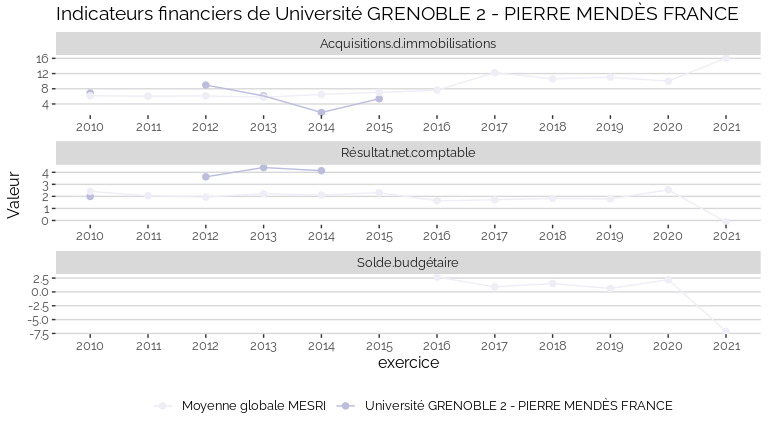 Indicateurs financiers de Université GRENOBLE 2 - PIERRE MENDÈS FRANCE
Acquisitions.d.immobilisations
16
12
8
4
2010 2011 2012 2013 2014 2015 2016 2017 2018 2019 2020 2021
Résultat.net.comptable
4
3
2
1
0
2010 2011 2012 2013 2014 2015 2016 2017 2018 2019 2020 2021
Valeur
Solde.budgétaire
2.5
0.0
-2.5
-5.0
-7.5
2010 2011 2012 2013 2014 2015 2016 2017 2018 2019 2020 2021
exercice
Moyenne globale MESRI Université GRENOBLE 2 - PIERRE MENDÈS FRANCE